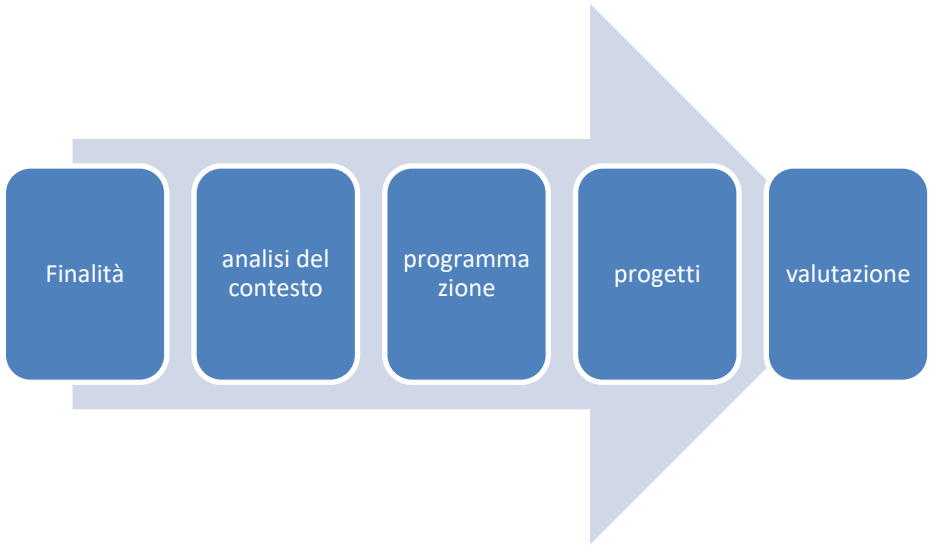 Finalità
analisi del
contesto
programma
zione
progetti
valutazione